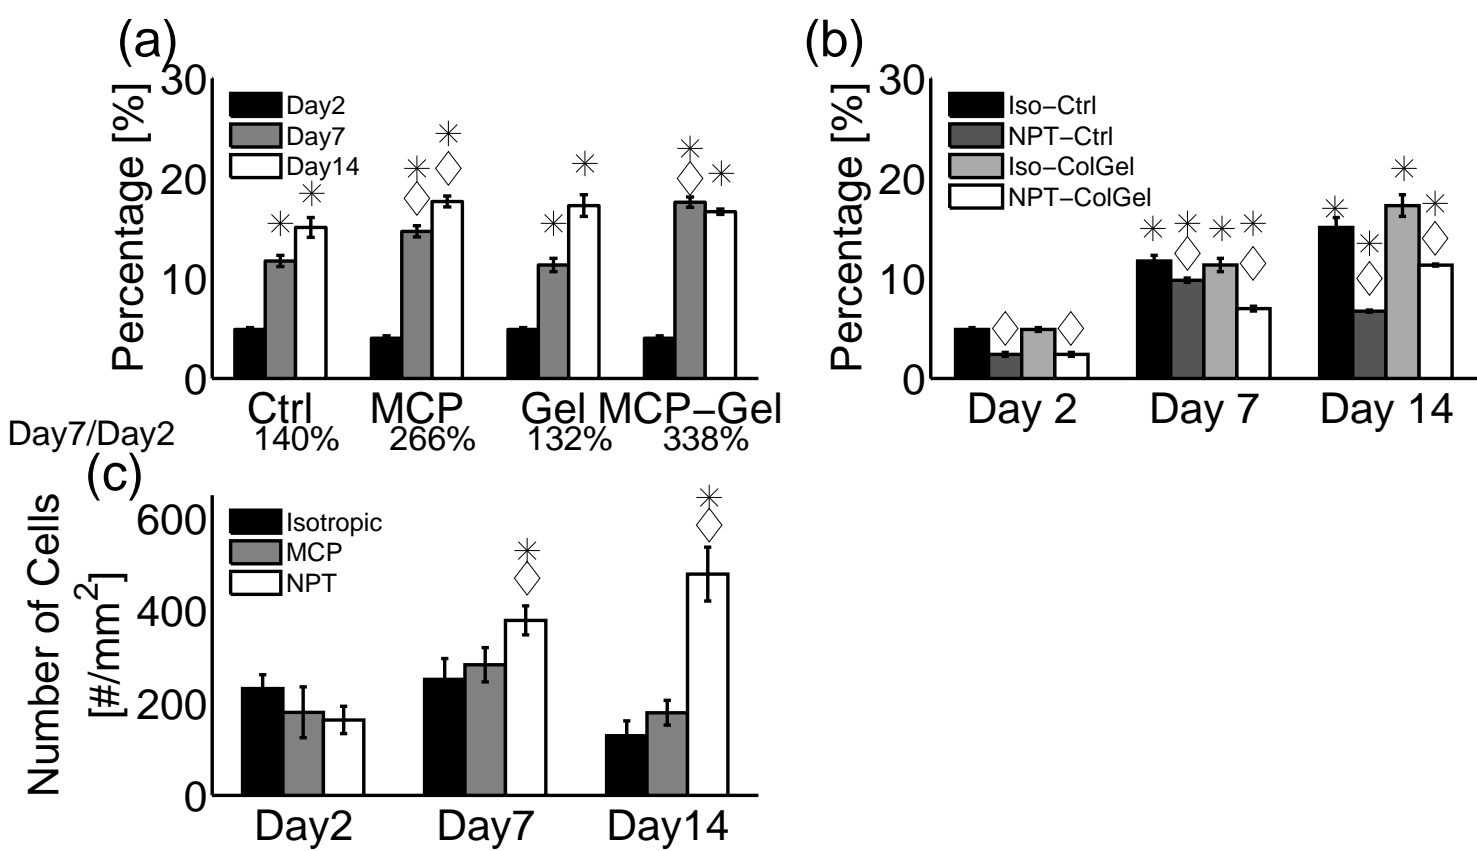 (a)
Percentage [%]
30
20
10
0
Day2
Day7
Day14
Ctrl MCP Gel MCP−Gel
Day7/Day2 140% 266% 132% 338%
(b)
Percentage [%]
30
20
10
0
Iso−Ctrl
NPT−Ctrl
Iso−ColGel
NPT−ColGel
Day 2 Day 7 Day 14
(c)
Number of Cells
[#/mm²]
600
400
200
0
Isotropic
MCP
NPT
Day2 Day7 Day14